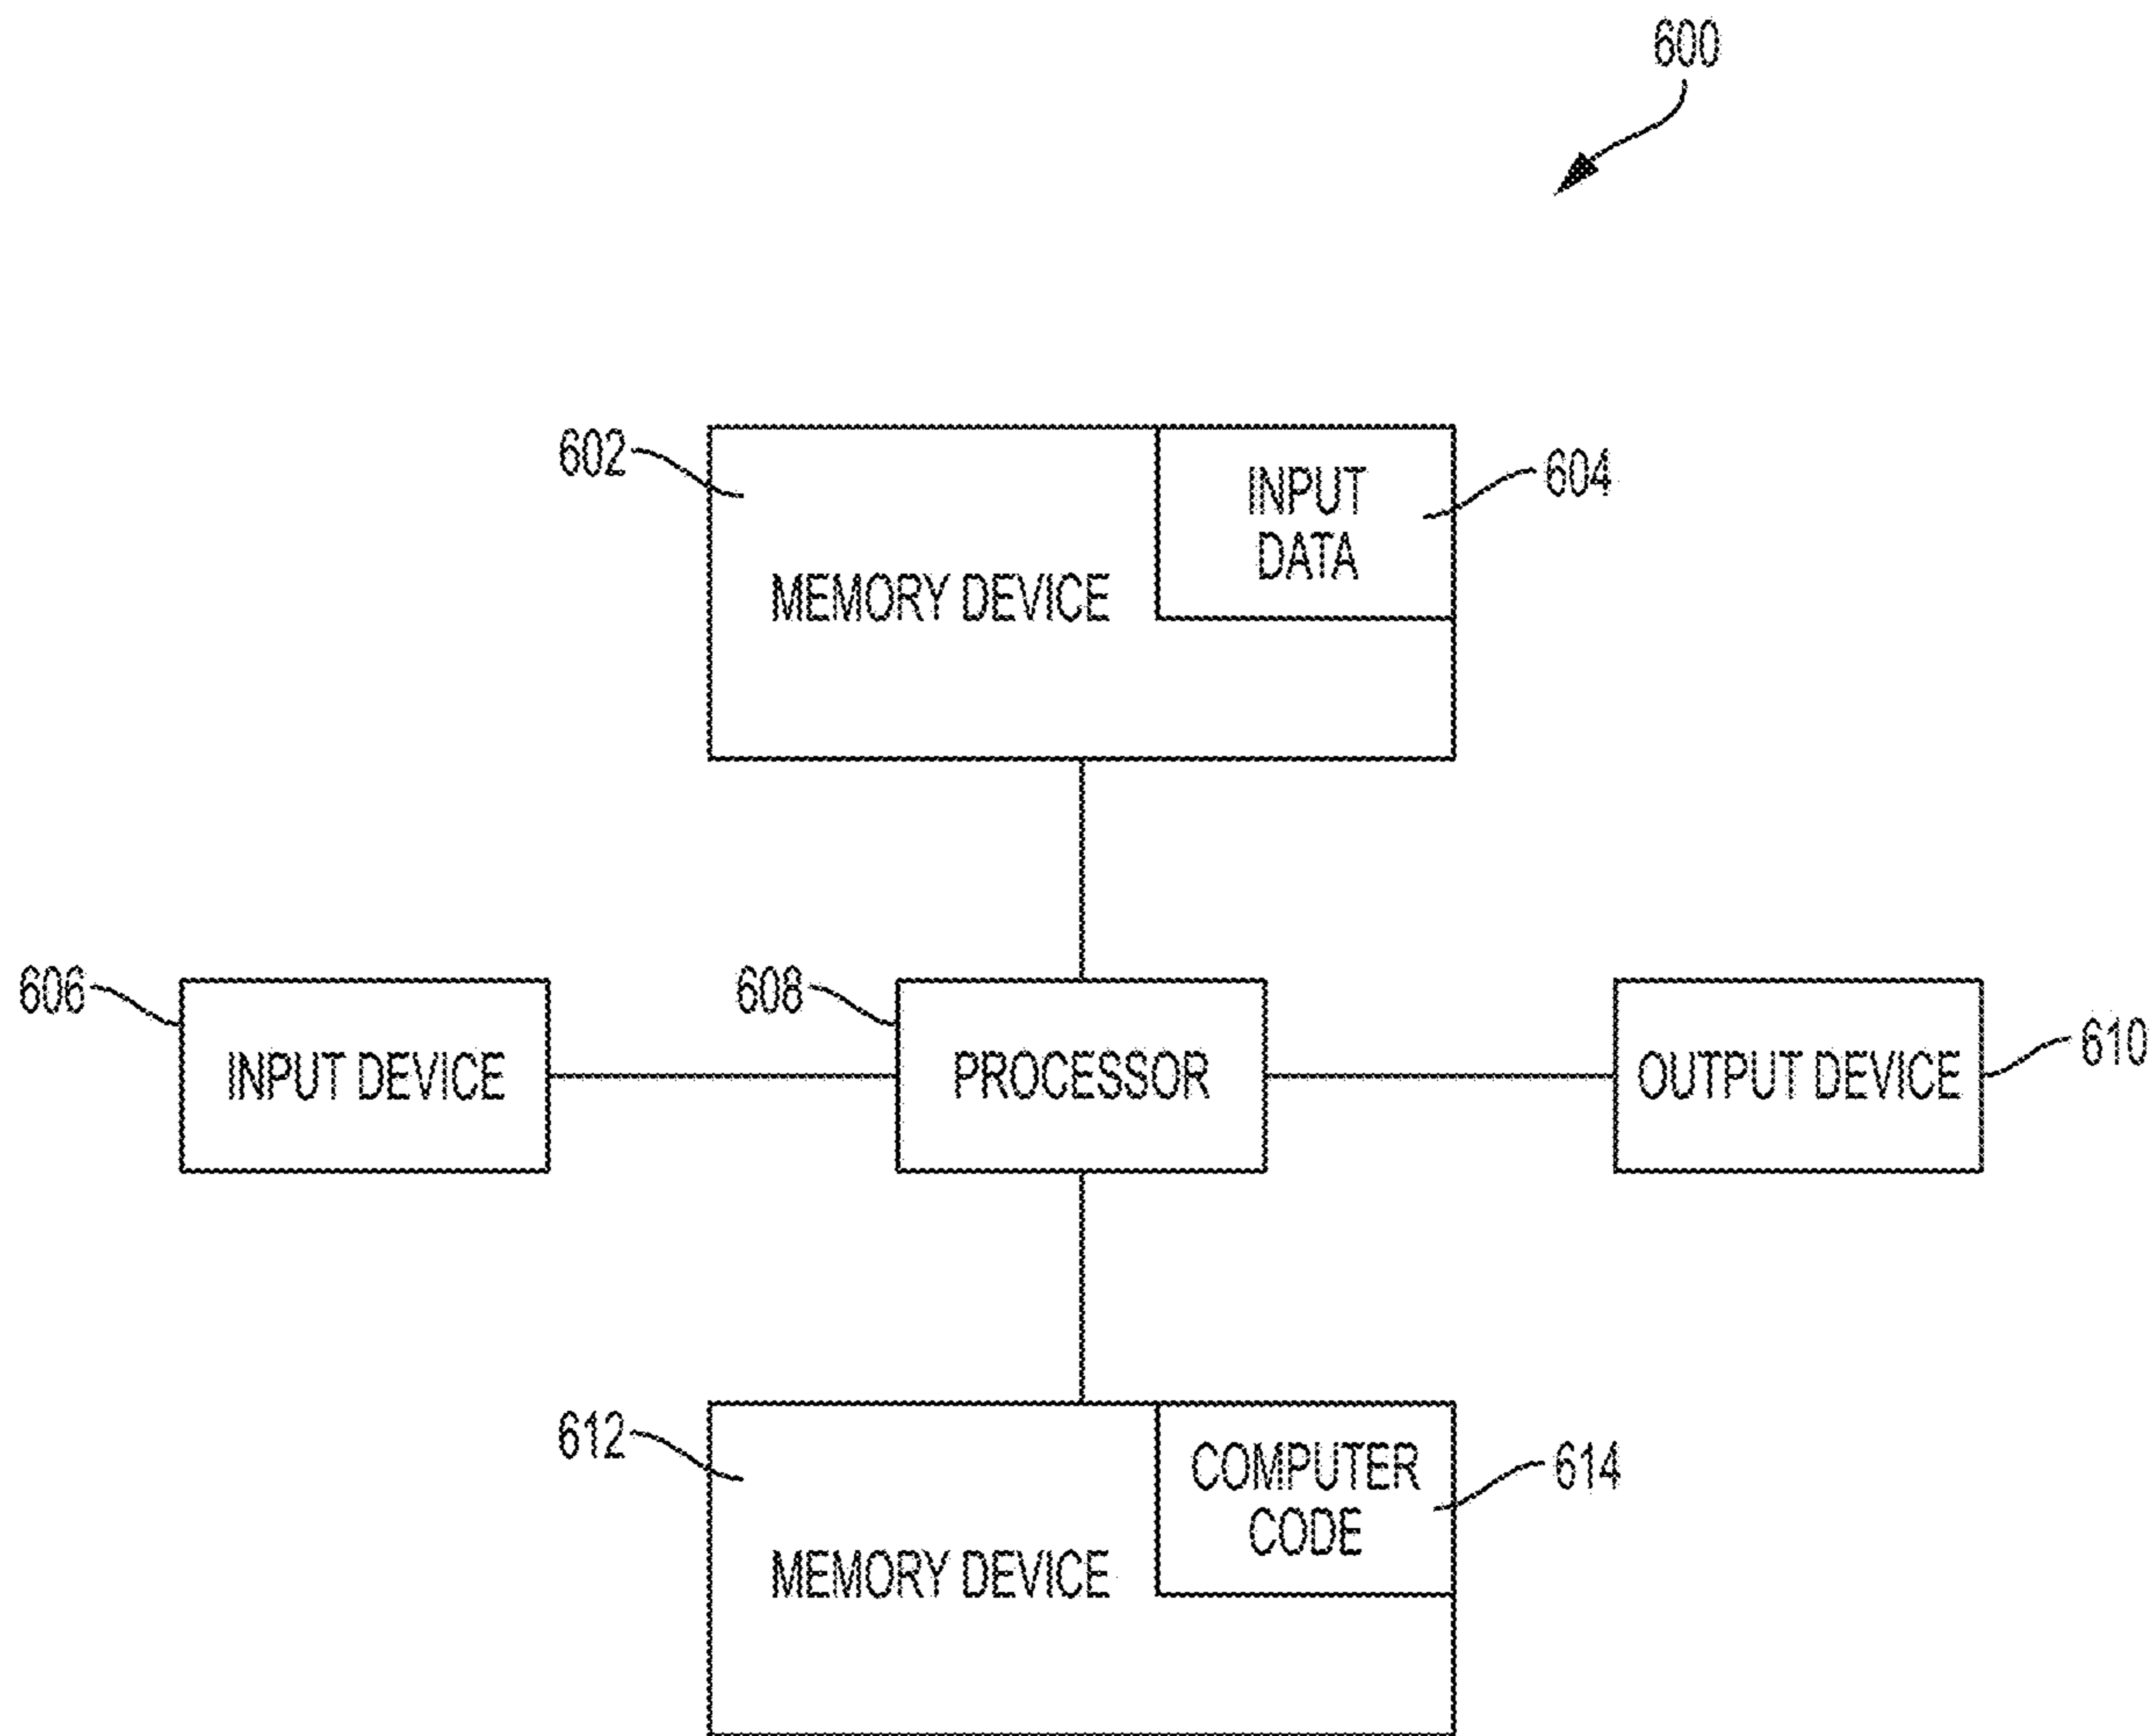 600
602
INPUT
DATA
604
MEMORY DEVICE
606
INPUT DEVICE
608
PROCESSOR
OUTPUT DEVICE
610
612
COMPUTER
CODE
614
MEMORY DEVICE